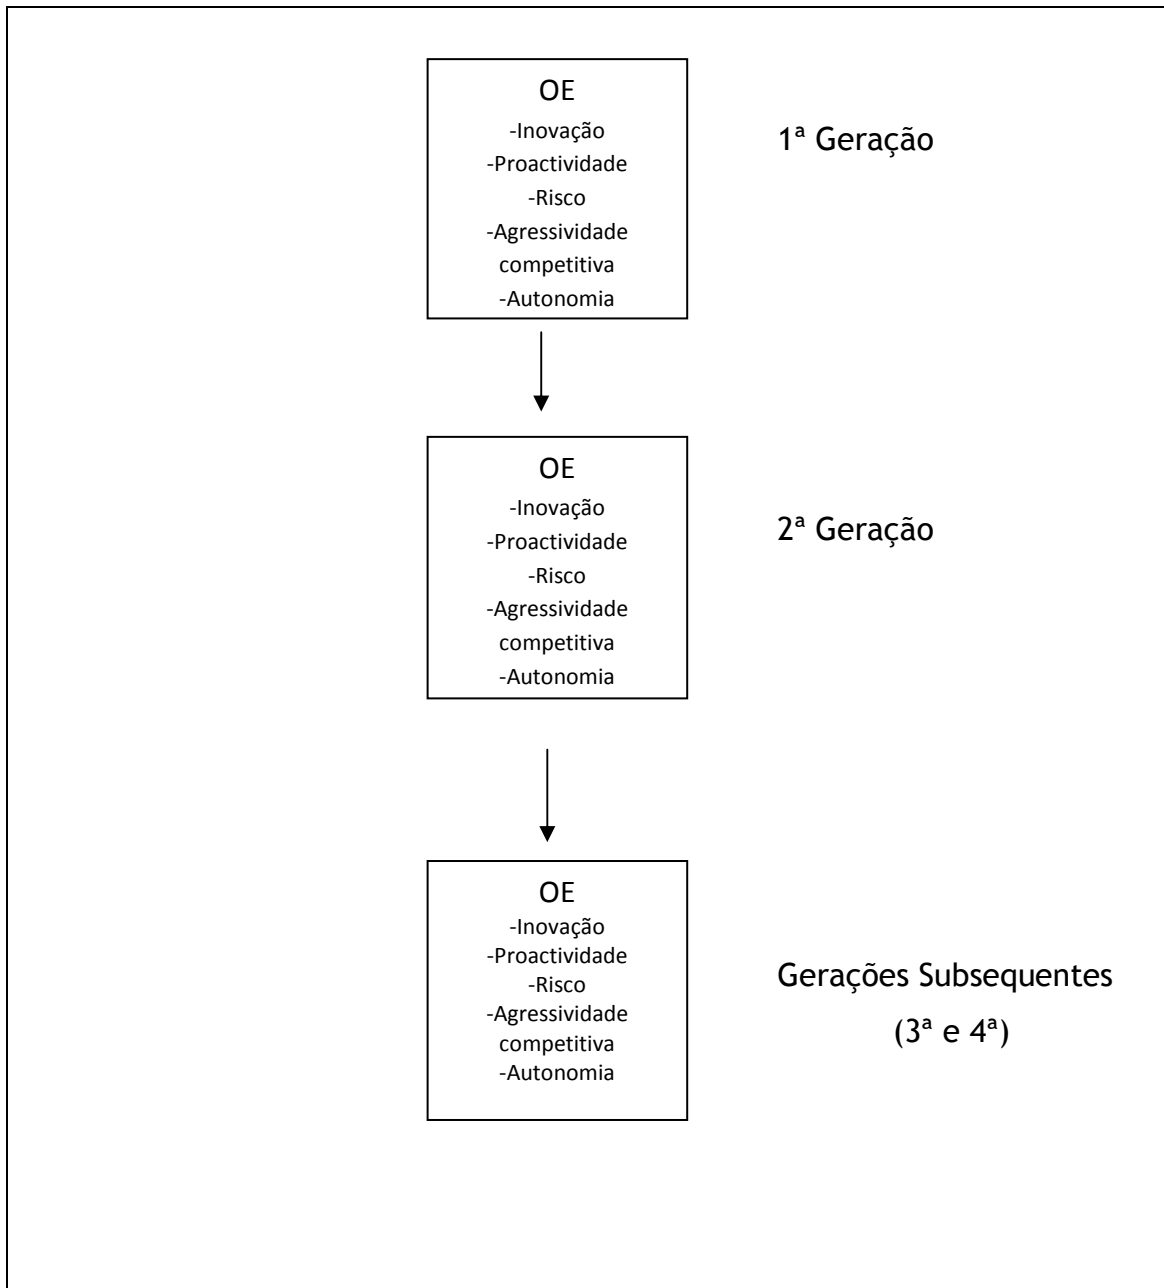 OE
-Inovação
-Proactividade
-Risco
-Agressividade
competitiva
-Autonomia
1ª Geração
OE
-Inovação
-Proactividade
-Risco
-Agressividade
competitiva
-Autonomia
2ª Geração
OE
-Inovação
-Proactividade
-Risco
-Agressividade
competitiva
-Autonomia
Gerações Subsequentes
(3ª e 4ª)